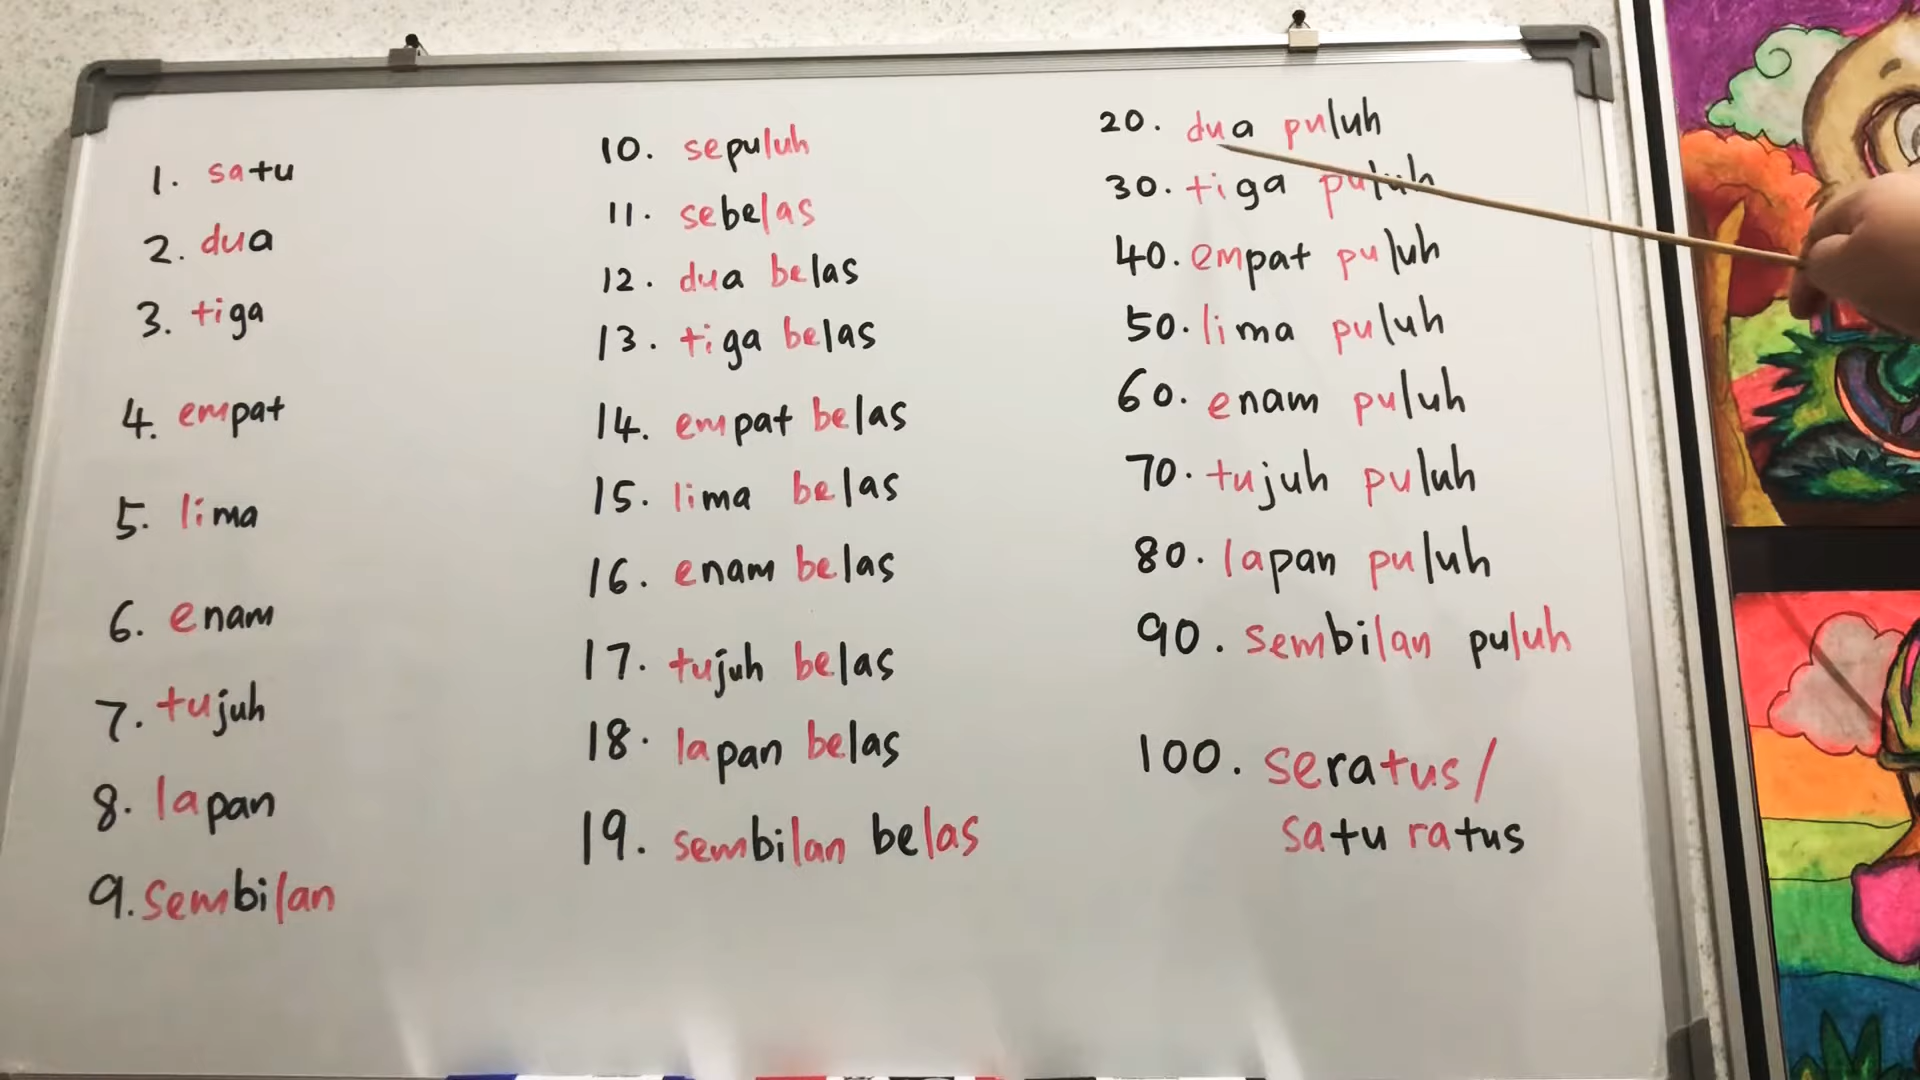 1. satu
2. dua
3. tiga
4. empat
5. lima
6. enam
7. tujuh
8. lapan
9. sembilan
10. sepuluh
11. sebelas
12. dua belas
13. tiga belas
14. empat belas
15. lima belas
16. enam belas
17. tujuh belas
18. lapan belas
19. sembilan belas
20. dua puluh
30. tiga puluh
40. empat puluh
50. lima puluh
60. enam puluh
70. tujuh puluh
80. lapan puluh
90. sembilan puluh
100. seratus/
satu ratus